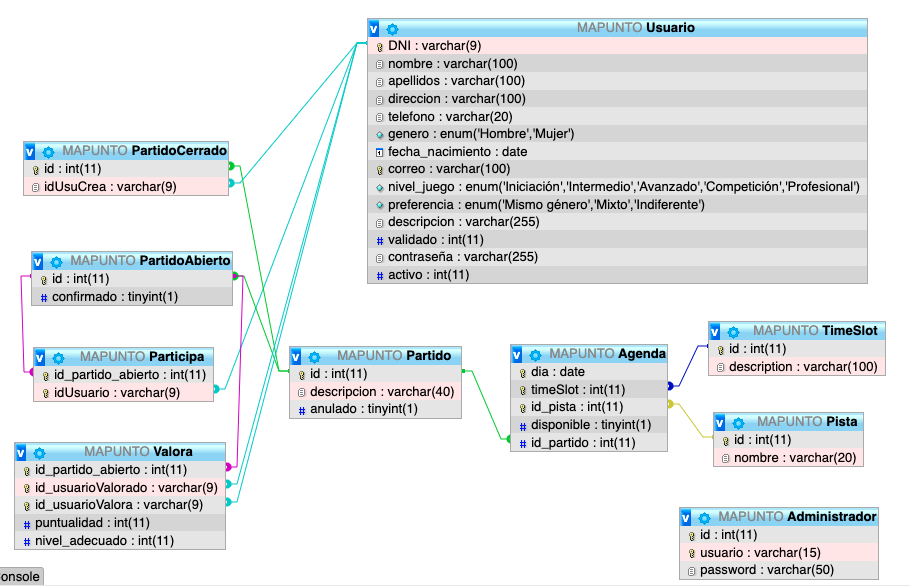 v MAPUNTO Usuario
DNI : varchar(9)
nombre : varchar(100)
apellidos : varchar(100)
direccion : varchar(100)
telefono : varchar(20)
genero : enum('Hombre','Mujer')
fecha_nacimiento : date
correo : varchar(100)
nivel_juego : enum('Iniciación','Intermedio','Avanzado','Competición','Profesional')
preferencia : enum('Mismo género','Mixto','Indiferente')
descripcion : varchar(255)
# validado : int(11)
contraseña : varchar(255)
# activo : int(11)
v MAPUNTO PartidoCerrado
id : int(11)
idUsuCrea : varchar(9)
v MAPUNTO PartidoAbierto
id : int(11)
# confirmado : tinyint(1)
v MAPUNTO Participa
id_partido_abierto : int(11)
idUsuario : varchar(9)
v MAPUNTO Valora
id_partido_abierto : int(11)
id_usuarioValorado : varchar(9)
id_usuarioValora : varchar(9)
# puntualidad : int(11)
# nivel_adecuado : int(11)
v MAPUNTO Partido
id : int(11)
descripcion : varchar(40)
# anulado : tinyint(1)
v MAPUNTO Agenda
dia : date
timeSlot : int(11)
id_pista : int(11)
# disponible : tinyint(1)
# id_partido : int(11)
v MAPUNTO TimeSlot
id : int(11)
description : varchar(100)
v MAPUNTO Pista
id : int(11)
nombre : varchar(20)
v MAPUNTO Administrador
id : int(11)
usuario : varchar(15)
password : varchar(50)
onsole